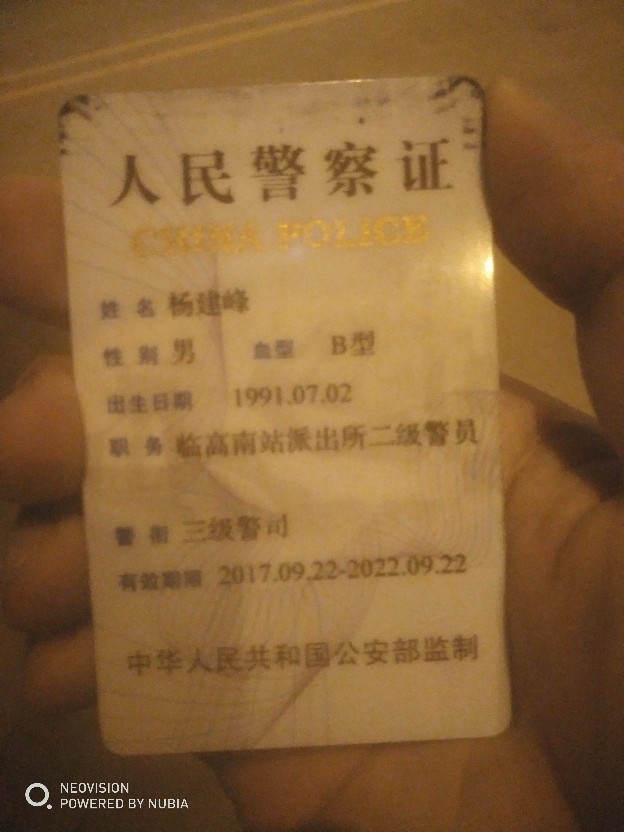 人民警察证
CHINA POLICE
姓 名 杨建峰
性 别 男 血型 B型
出生日期 1991.07.02
职 务 临高南站派出所二级警员
警 衔 三级警司
有效期限 2017.09.22-2022.09.22
中华人民共和国公安部监制
NEOVISION
POWERED BY NUBIA